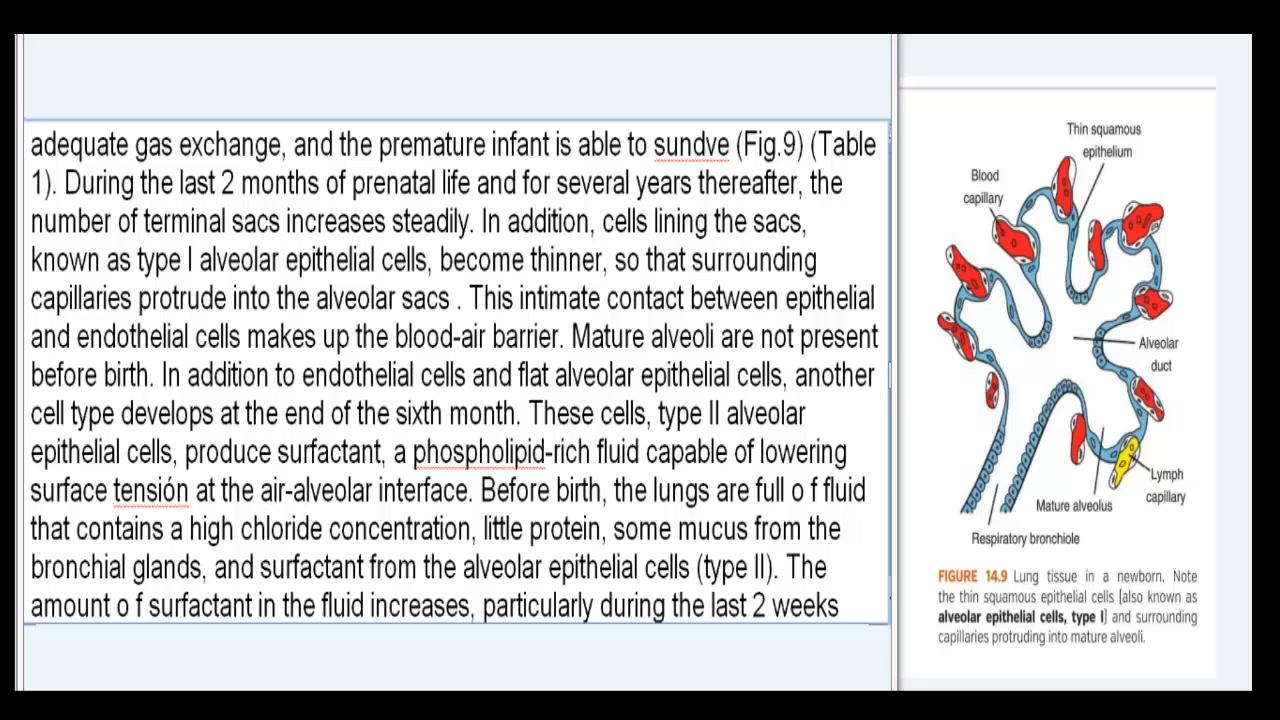 adequate gas exchange, and the premature infant is able to sundve (Fig.9) (Table
1). During the last 2 months of prenatal life and for several years thereafter, the
number of terminal sacs increases steadily. In addition, cells lining the sacs,
known as type I alveolar epithelial cells, become thinner, so that surrounding
capillaries protrude into the alveolar sacs . This intimate contact between epithelial
and endothelial cells makes up the blood-air barrier. Mature alveoli are not present
before birth. In addition to endothelial cells and flat alveolar epithelial cells, another
cell type develops at the end of the sixth month. These cells, type II alveolar
epithelial cells, produce surfactant, a phospholipid-rich fluid capable of lowering
surface tensión at the air-alveolar interface. Before birth, the lungs are full o f fluid
that contains a high chloride concentration, little protein, some mucus from the
bronchial glands, and surfactant from the alveolar epithelial cells (type II). The
amount o f surfactant in the fluid increases, particularly during the last 2 weeks
Thin squamous
epithelium
Blood
capillary
Alveolar
duct
Lymph
capillary
Mature alveolus
Respiratory bronchiole
FIGURE 14.9 Lung tissue in a newborn. Note
the thin squamous epithelial cells [also known as
alveolar epithelial cells, type I] and surrounding
capillaries protruding into mature alveoli.